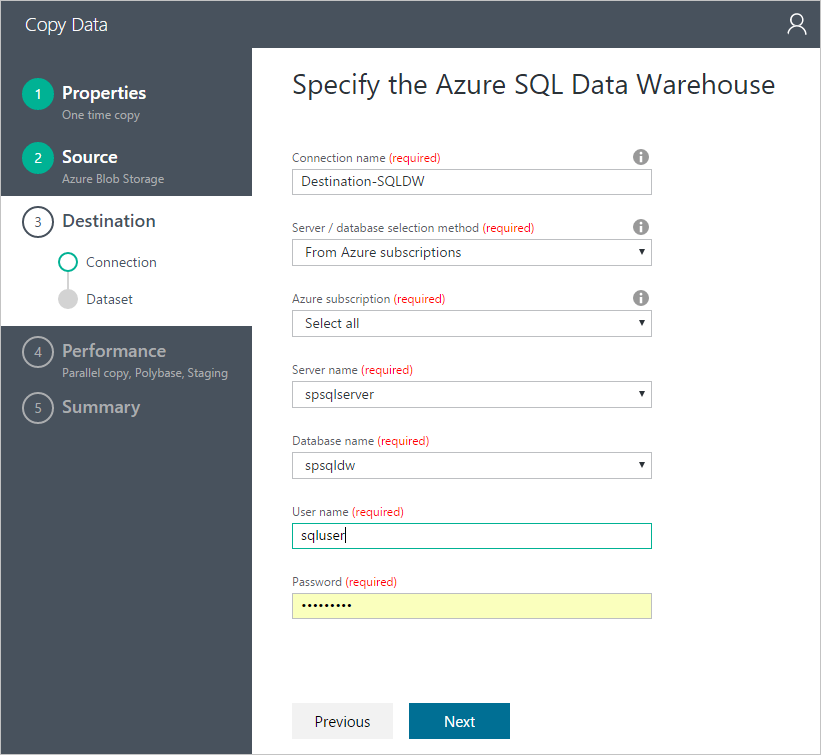 Copy Data
1 Properties
One time copy
2 Source
Azure Blob Storage
3 Destination
Connection
Dataset
4 Performance
Parallel copy, Polybase, Staging
5 Summary
Specify the Azure SQL Data Warehouse
Connection name (required)
Destination-SQLDW
Server / database selection method (required)
From Azure subscriptions
Azure subscription (required)
Select all
Server name (required)
spsqlserver
Database name (required)
spsqldw
User name (required)
sqluser
Password (required)
•••••••••
Previous Next